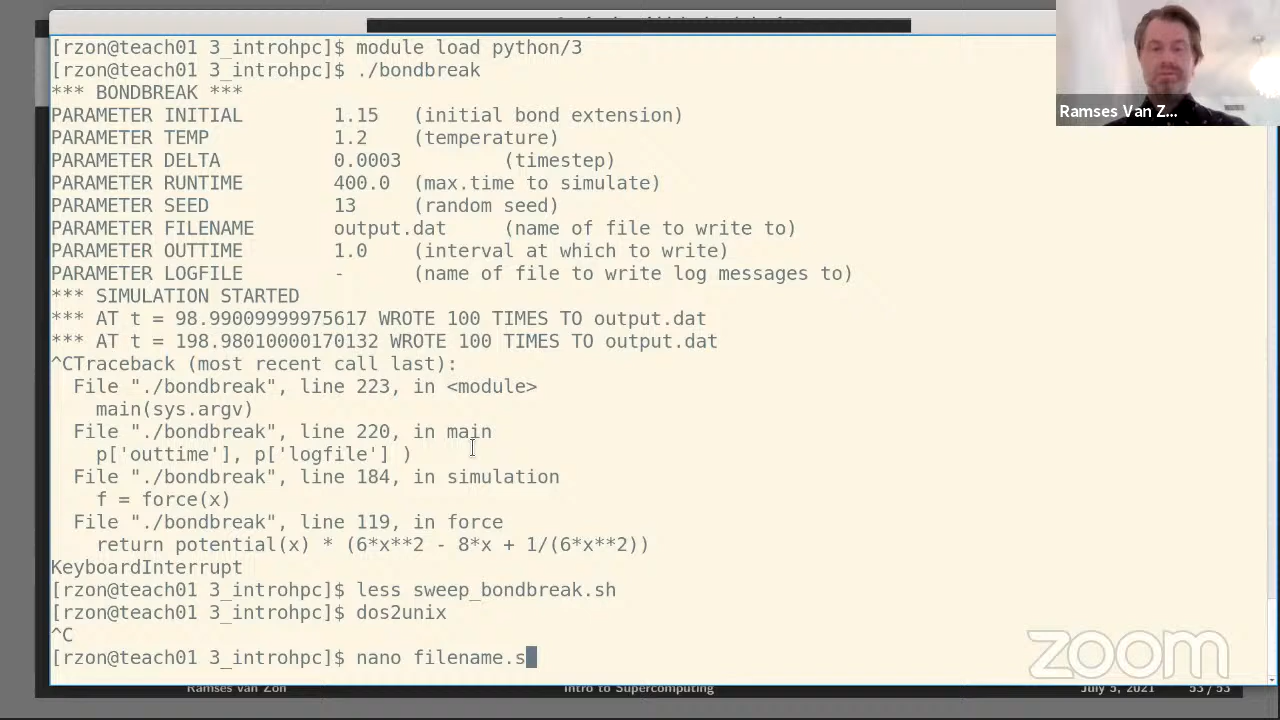 [rzon@teach01 3_introhpc]$ module load python/3
[rzon@teach01 3_introhpc]$ ./bondbreak
*** BONDBREAK ***
PARAMETER INITIAL 1.15 (initial bond extension)
PARAMETER TEMP 1.2 (temperature)
PARAMETER DELTA 0.0003 (timestep)
PARAMETER RUNTIME 400.0 (max.time to simulate)
PARAMETER SEED 13 (random seed)
PARAMETER FILENAME output.dat (name of file to write to)
PARAMETER OUTTIME 1.0 (interval at which to write)
PARAMETER LOGFILE - (name of file to write log messages to)
*** SIMULATION STARTED
*** AT t = 98.99009999975617 WROTE 100 TIMES TO output.dat
*** AT t = 198.98010000170132 WROTE 100 TIMES TO output.dat
^CTraceback (most recent call last):
File "./bondbreak", line 223, in <module>
main(sys.argv)
File "./bondbreak", line 220, in main
p['outtime'], p['logfile'] )
File "./bondbreak", line 184, in simulation
f = force(x)
File "./bondbreak", line 119, in force
return potential(x) * (6*x**2 - 8*x + 1/(6*x**2))
KeyboardInterrupt
[rzon@teach01 3_introhpc]$ less sweep_bondbreak.sh
[rzon@teach01 3_introhpc]$ dos2unix
^C
[rzon@teach01 3_introhpc]$ nano filename.s
Ramses Van Z...
zoom
Ramses Van Zon Intro to Supercomputing July 5, 2021 53 / 53